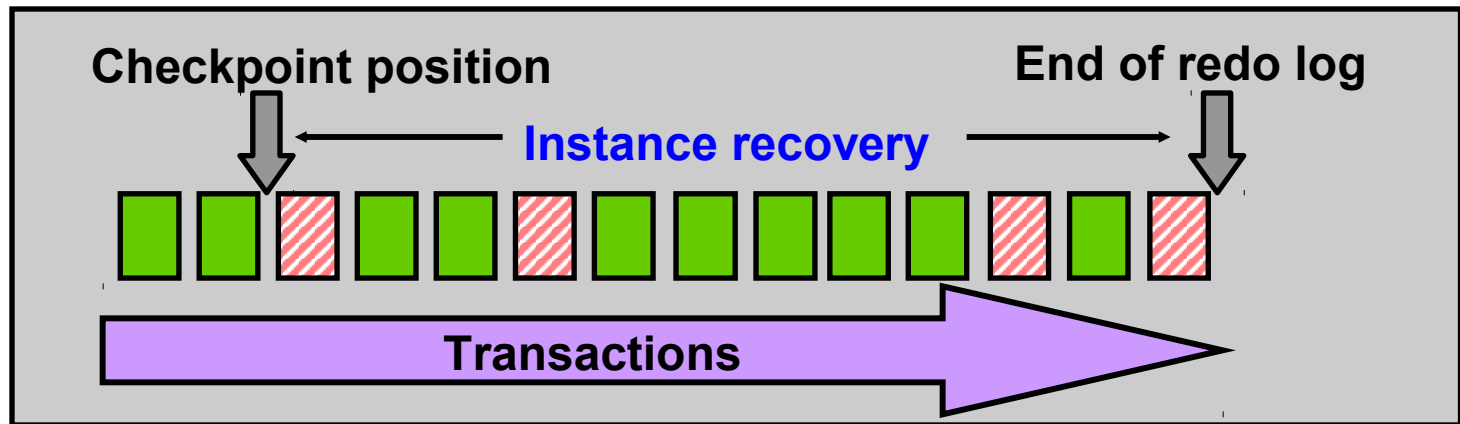 Checkpoint position
End of redo log
Instance recovery
Transactions